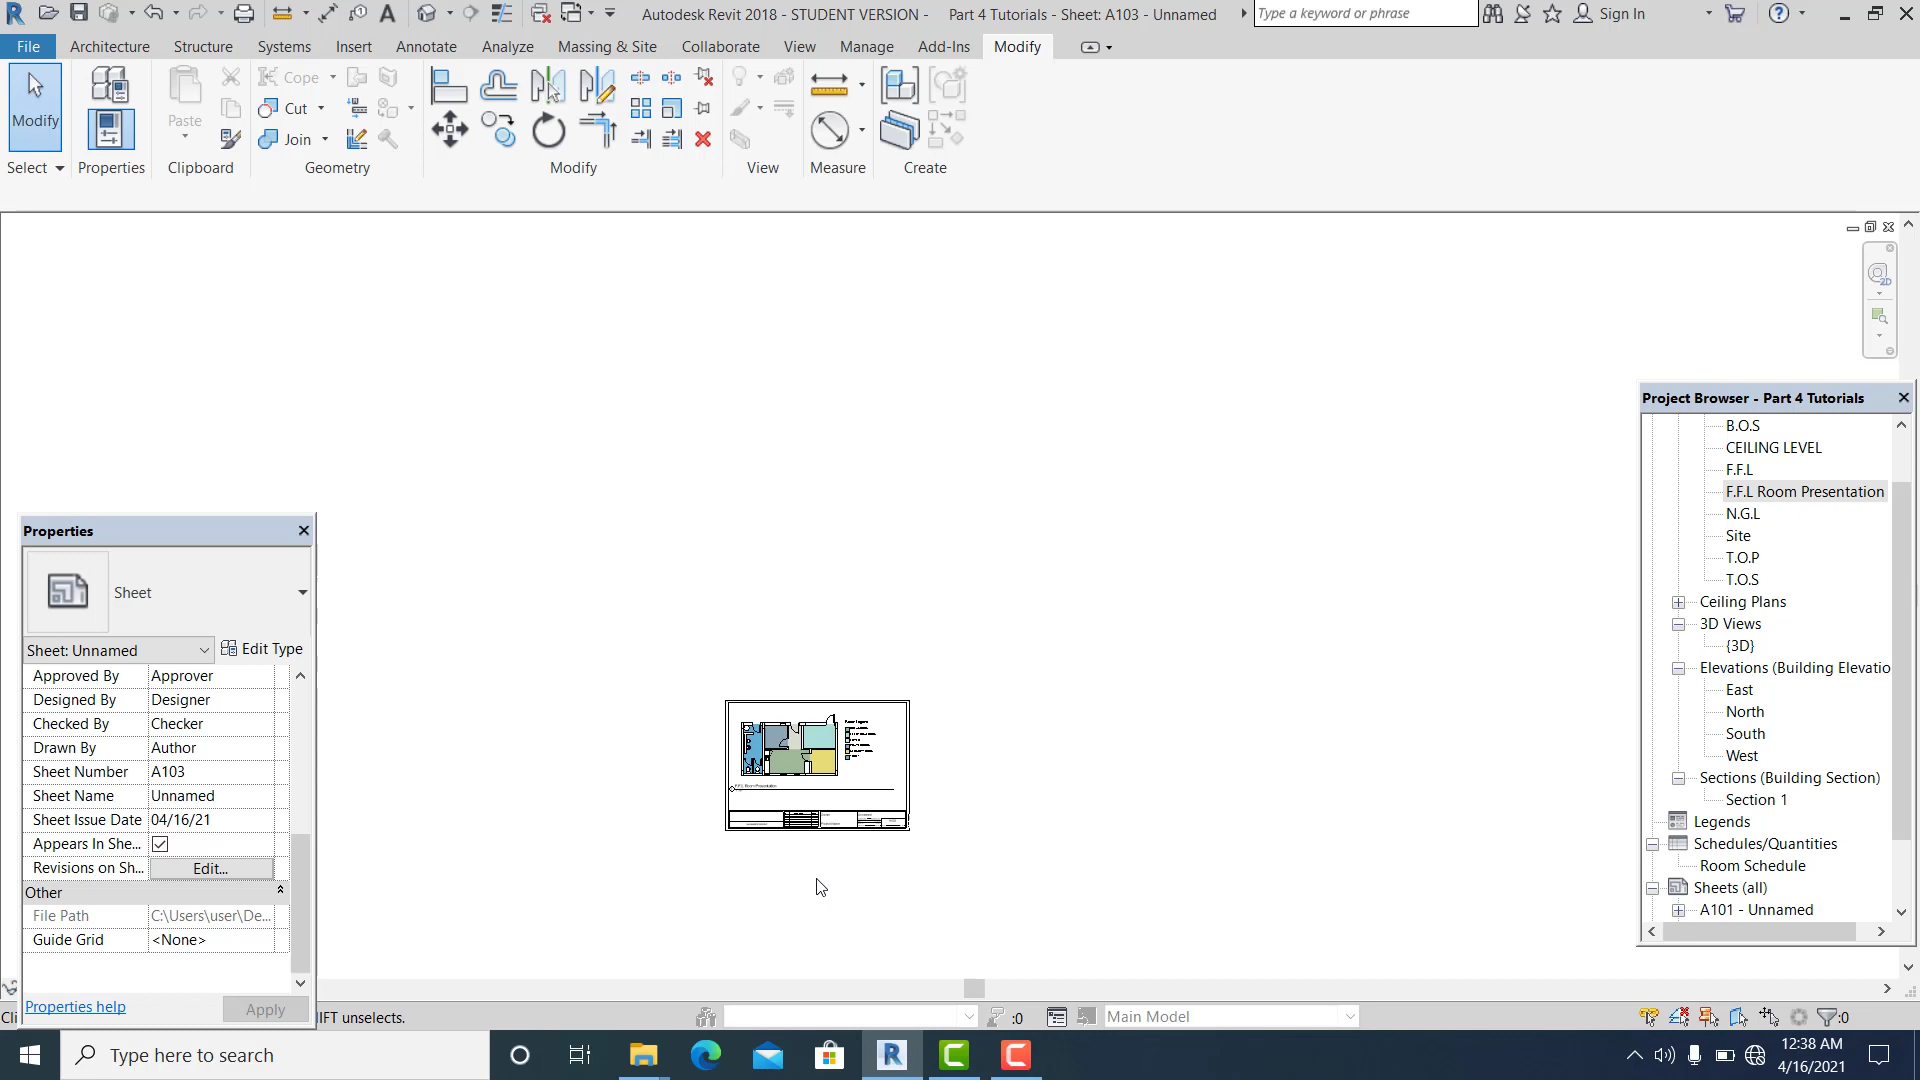 Autodesk Revit 2018 - STUDENT VERSION - Part 4 Tutorials - Sheet: A103 - Unnamed
Type a keyword or phrase
Sign In
File Architecture Structure Systems Insert Annotate Analyze Massing & Site Collaborate View Manage Add-Ins Modify
Modify
Paste
Cope
Cut
Join
Select Properties Clipboard Geometry Modify View Measure Create
2D
Properties
Sheet
Sheet: Unnamed Edit Type
Approved By Approver
Designed By Designer
Checked By Checker
Drawn By Author
Sheet Number A103
Sheet Name Unnamed
Sheet Issue Date 04/16/21
Appears In She...
Revisions on Sh... Edit...
Other
File Path C:\Users\user\De...
Guide Grid <None>
Properties help Apply
F.F.L Room Presentation
Project Browser - Part 4 Tutorials
B.O.S
CEILING LEVEL
F.F.L
F.F.L Room Presentation
N.G.L
Site
T.O.P
T.O.S
Ceiling Plans
3D Views
{3D}
Elevations (Building Elevatio
East
North
South
West
Sections (Building Section)
Section 1
Legends
Schedules/Quantities
Room Schedule
Sheets (all)
A101 - Unnamed
Cli IFT unselects.
:0
Main Model
:0
Type here to search
12:38 AM
4/16/2021